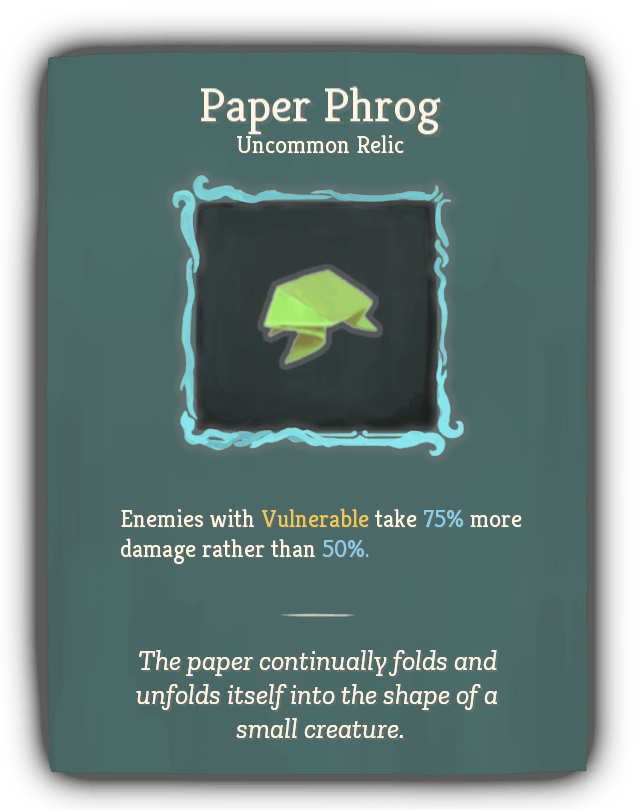 Paper Phrog
Uncommon Relic
Enemies with Vulnerable take 75% more
damage rather than 50%.
The paper continually folds and
unfolds itself into the shape of a
small creature.